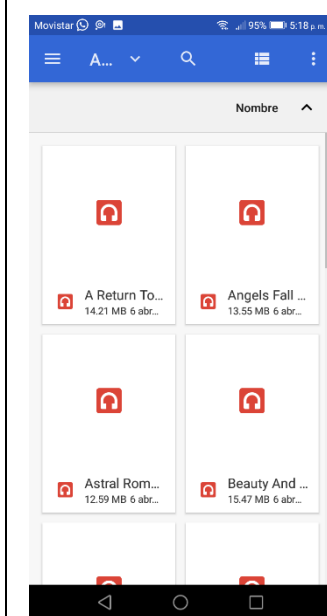 Movistar 95% 5:18 p.m.
A...
Nombre
A Return To...
14.21 MB 6 abr...
Angels Fall ...
13.55 MB 6 abr...
Astral Rom...
12.59 MB 6 abr...
Beauty And ...
15.47 MB 6 abr...